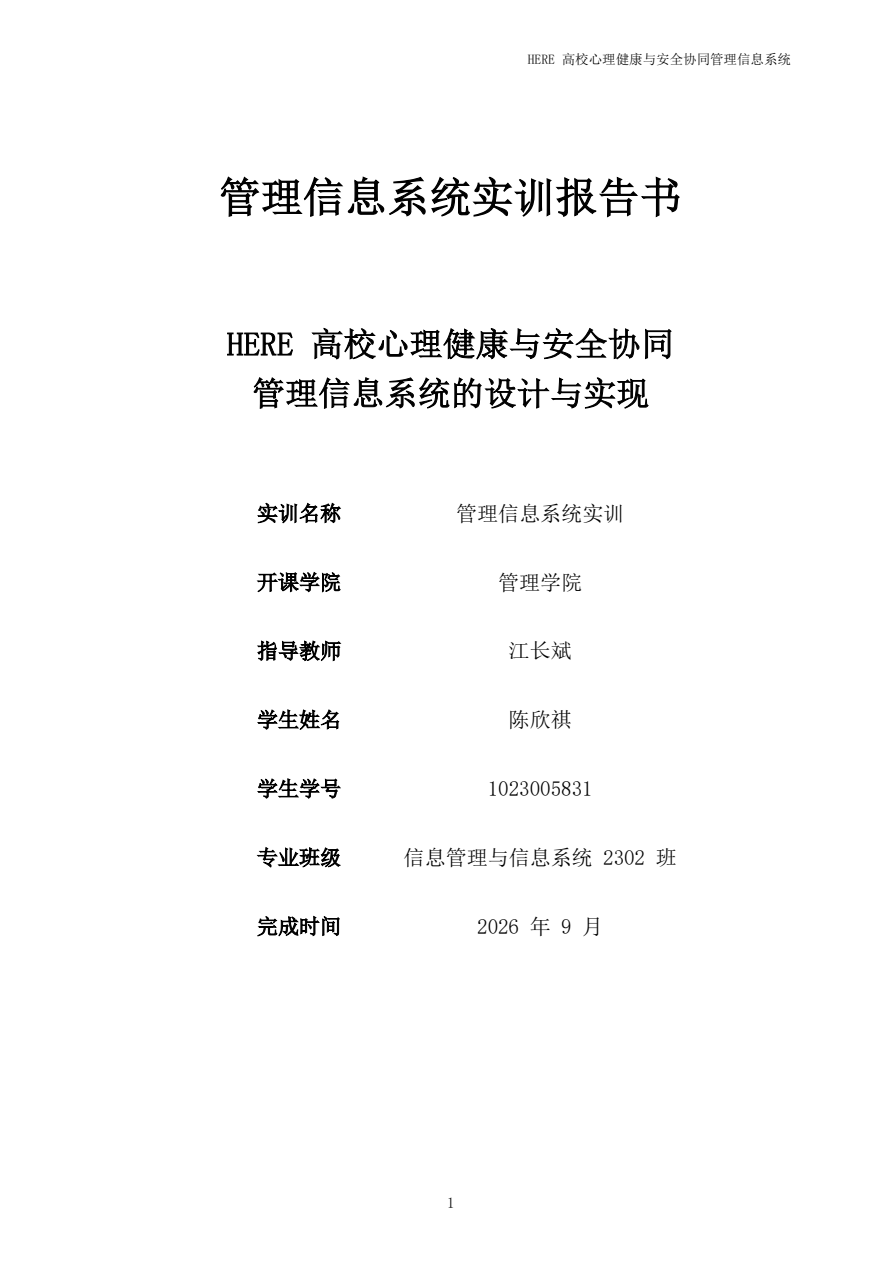 HERE 高校心理健康与安全协同管理信息系统
管理信息系统实训报告书
HERE 高校心理健康与安全协同
管理信息系统的设计与实现
实训名称 管理信息系统实训
开课学院 管理学院
指导教师 江长斌
学生姓名 陈欣祺
学生学号 1023005831
专业班级 信息管理与信息系统 2302 班
完成时间 2026 年 9 月
1